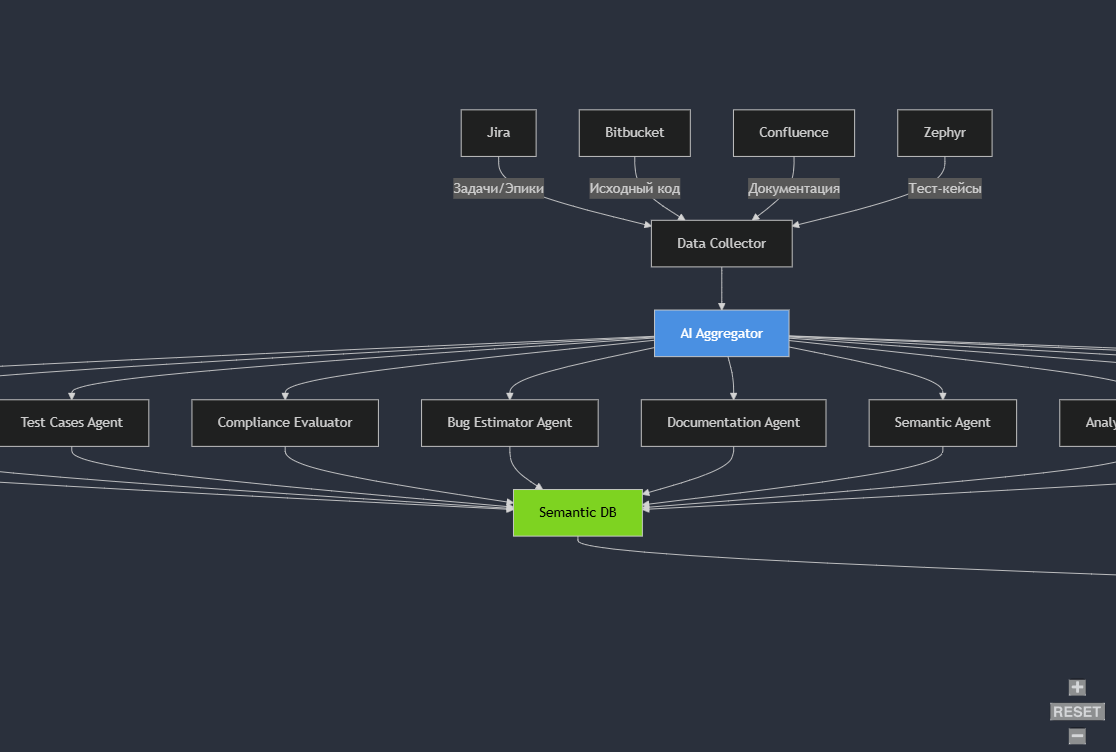 Jira
Bitbucket
Confluence
Zephyr
Задачи/Эпики
Исходный код
Документация
Тест-кейсы
Data Collector
AI Aggregator
Test Cases Agent
Compliance Evaluator
Bug Estimator Agent
Documentation Agent
Semantic Agent
Analy
Semantic DB
+
RESET
−